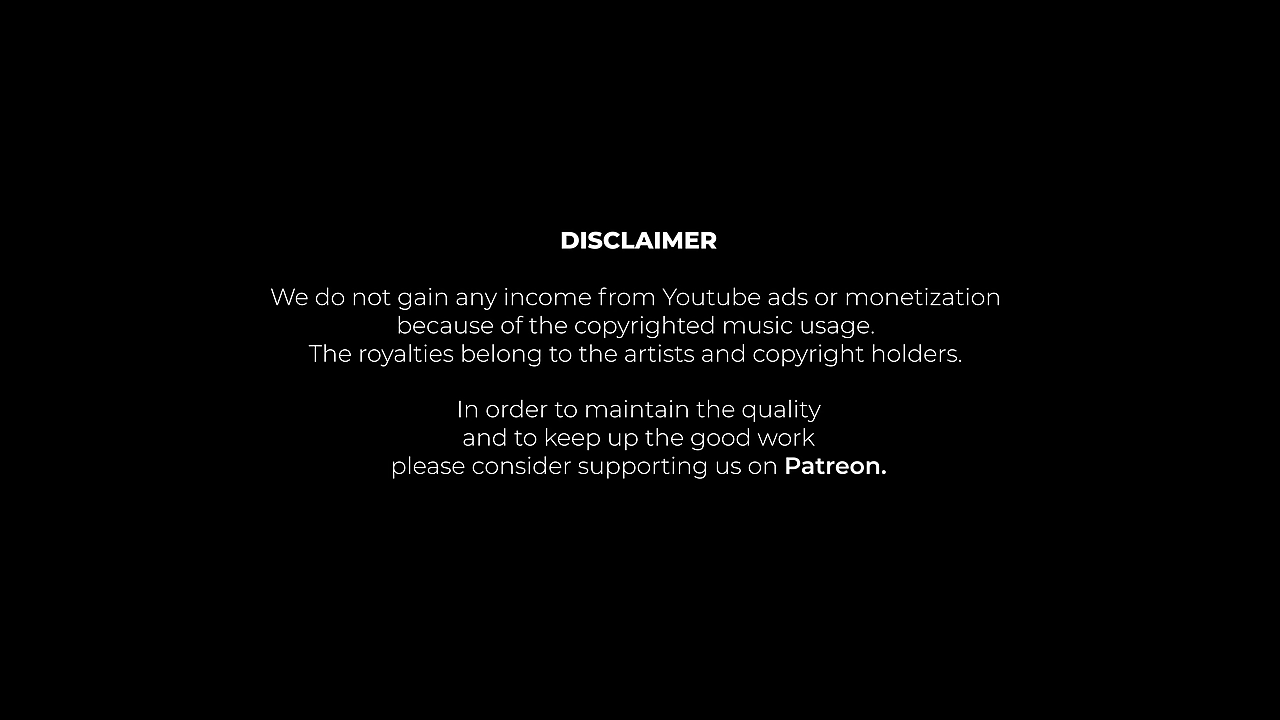 DISCLAIMER
We do not gain any income from Youtube ads or monetization
because of the copyrighted music usage.
The royalties belong to the artists and copyright holders.
In order to maintain the quality
and to keep up the good work
please consider supporting us on Patreon.